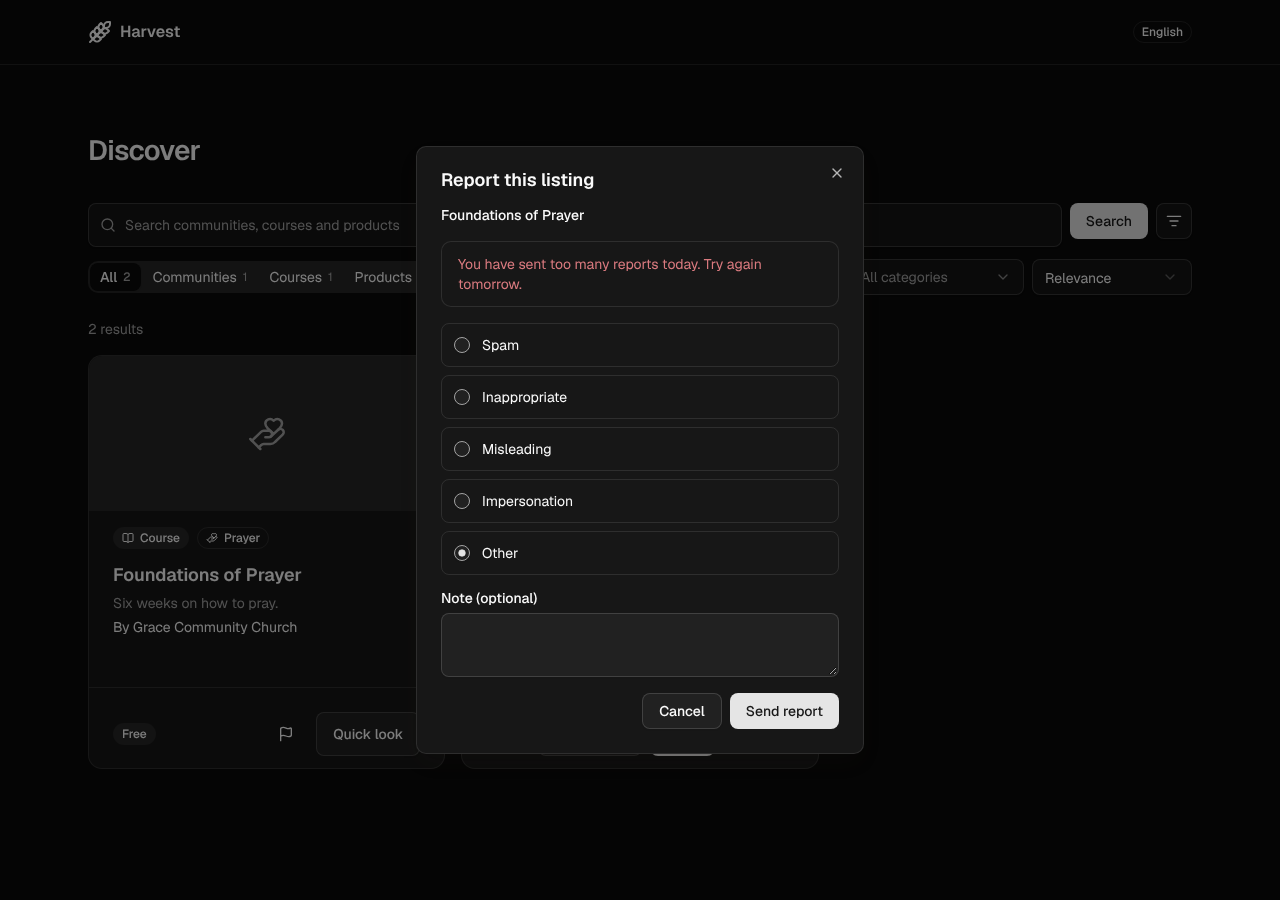 Harvest
English
Discover
Search communities, courses and products
Search
All 2
Communities 1
Courses 1
Products
All categories
Relevance
2 results
Course
Prayer
Foundations of Prayer
Six weeks on how to pray.
By Grace Community Church
Free
Quick look
Report this listing
Foundations of Prayer
You have sent too many reports today. Try again
tomorrow.
Spam
Inappropriate
Misleading
Impersonation
Other
Note (optional)
Cancel
Send report